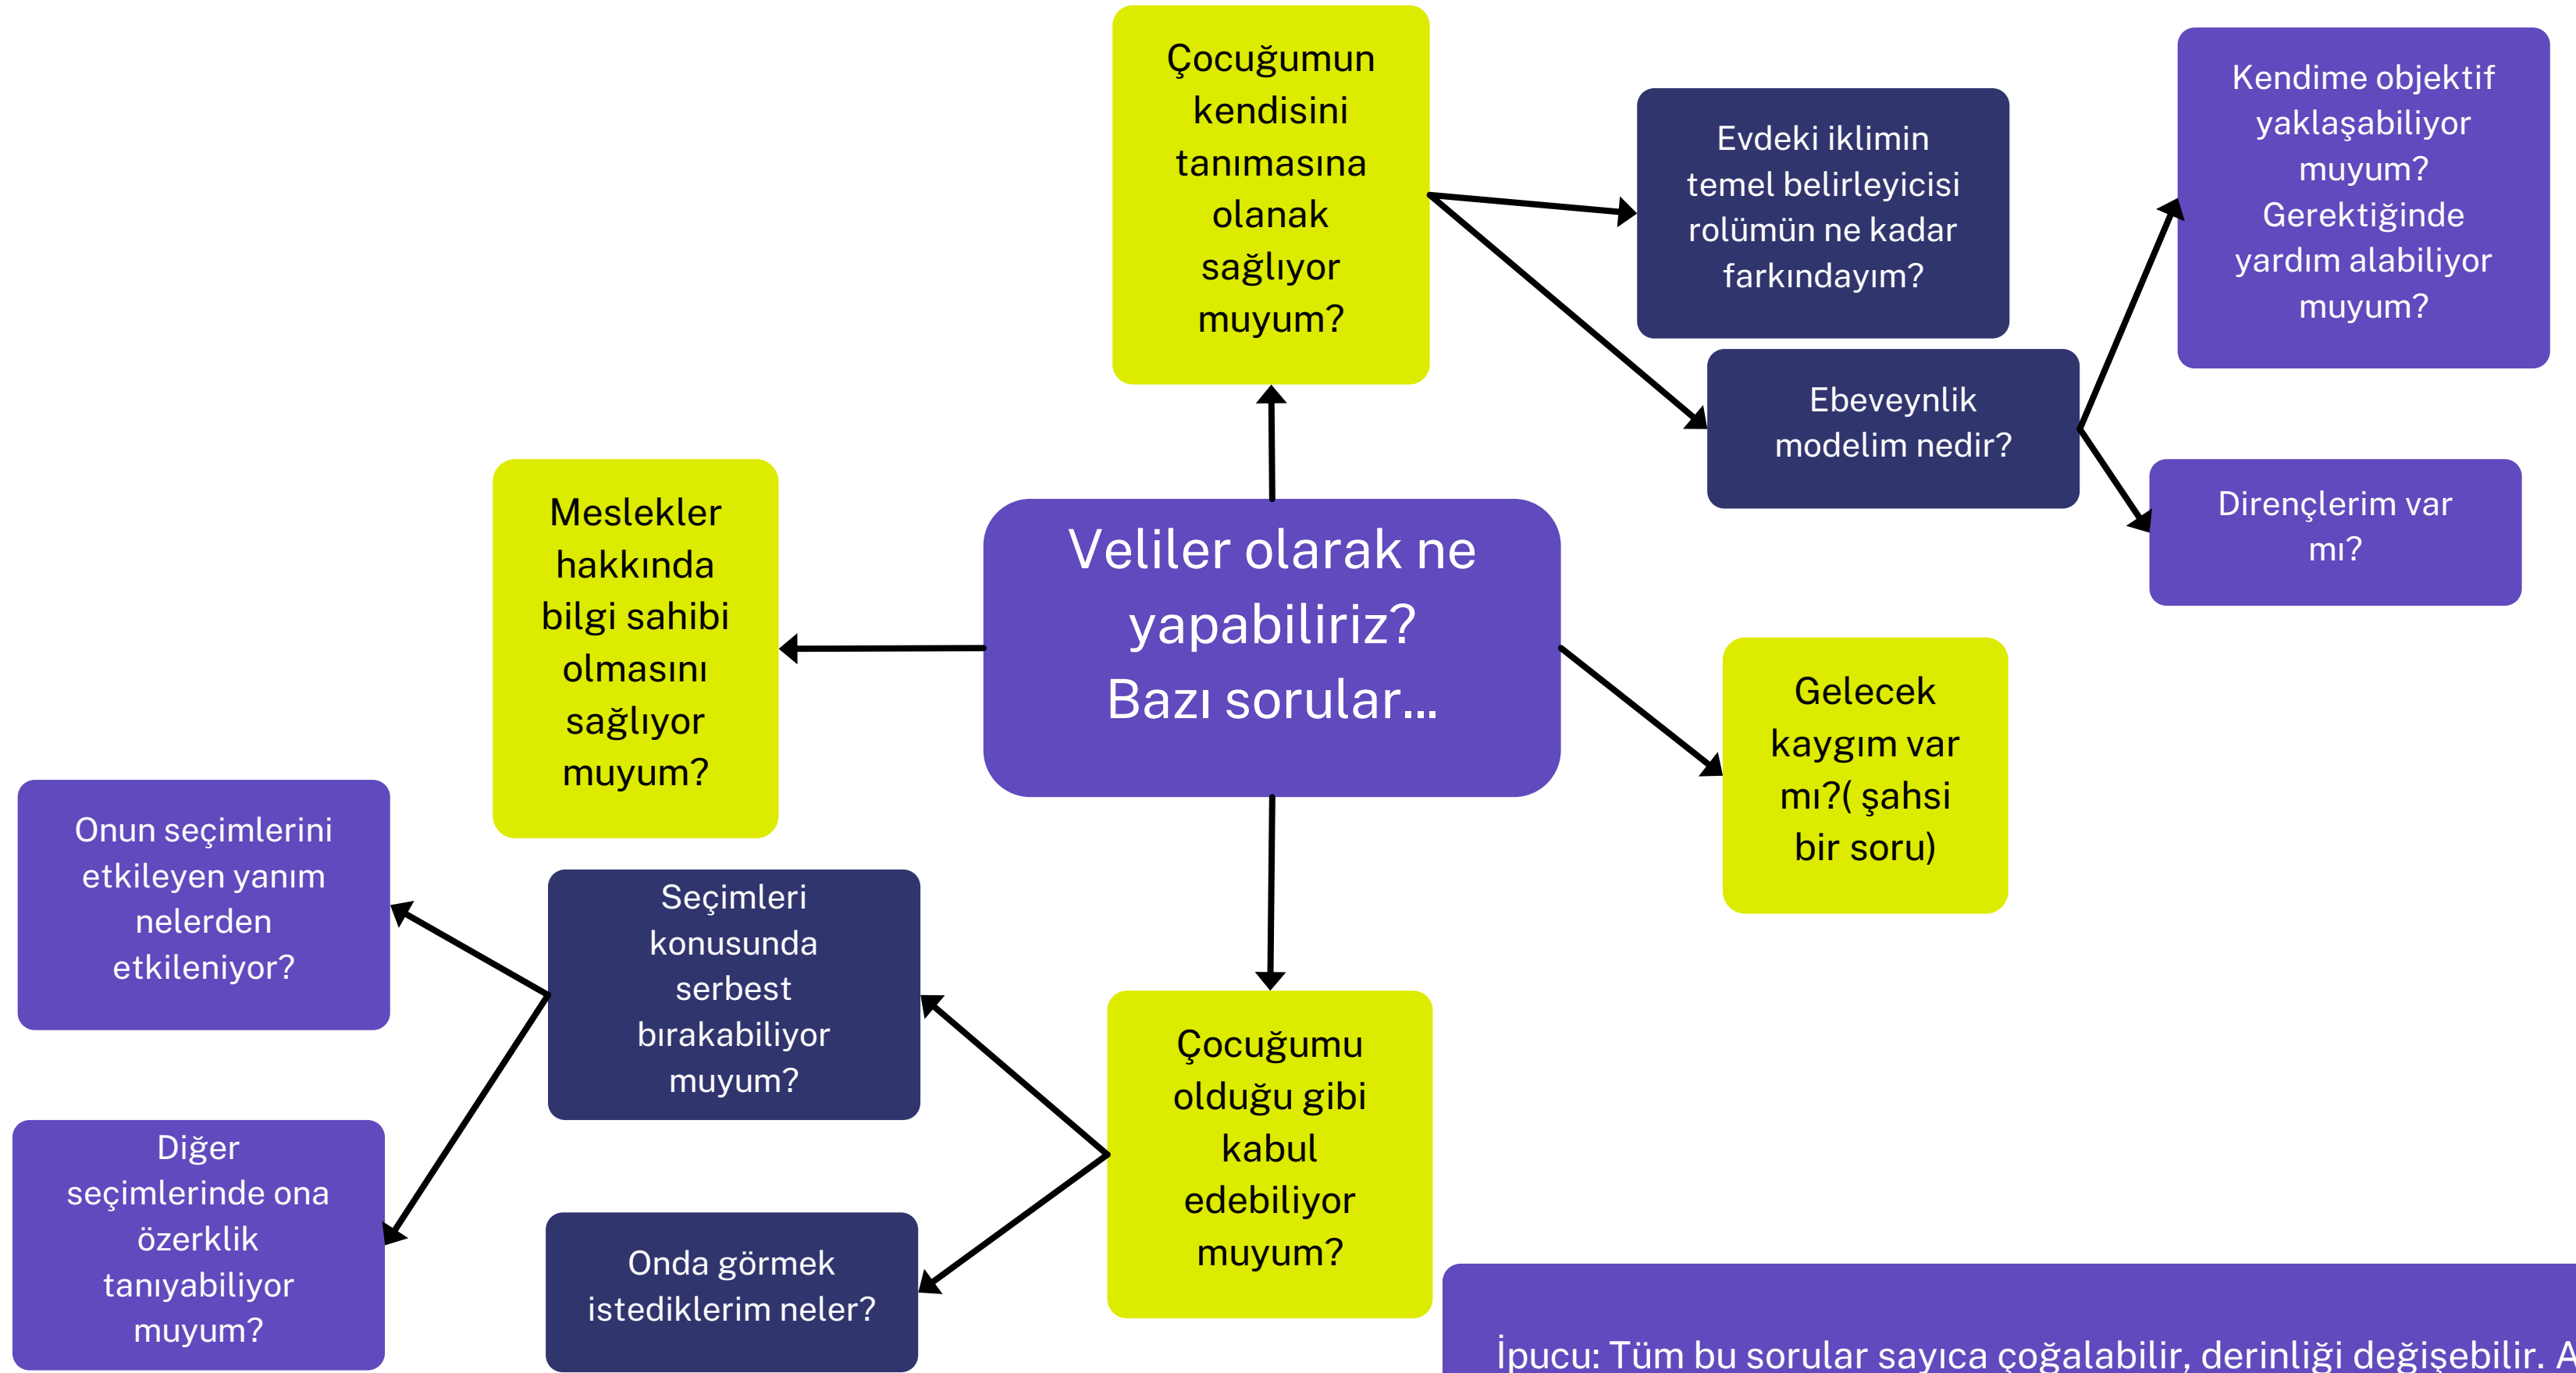 Çocuğumun
kendisini
tanımasına
olanak
sağlıyor
muyum?
Evdeki iklimin
temel belirleyicisi
rolümün ne kadar
farkındayım?
Kendime objektif
yaklaşabiliyor
muyum?
Gerektiğinde
yardım alabiliyor
muyum?
Ebeveynlik
modelim nedir?
Dirençlerim var
mı?
Meslekler
hakkında
bilgi sahibi
olmasını
sağlıyor
muyum?
Veliler olarak ne
yapabiliriz?
Bazı sorular...
Gelecek
kaygım var
mı?( şahsi
bir soru)
Onun seçimlerini
etkileyen yanım
nelerden
etkileniyor?
Seçimleri
konusunda
serbest
bırakabiliyor
muyum?
Çocuğumu
olduğu gibi
kabul
edebiliyor
muyum?
Diğer
seçimlerinde ona
özerklik
tanıyabiliyor
muyum?
Onda görmek
istediklerim neler?
İpucu: Tüm bu sorular sayıca çoğalabilir, derinliği değişebilir.